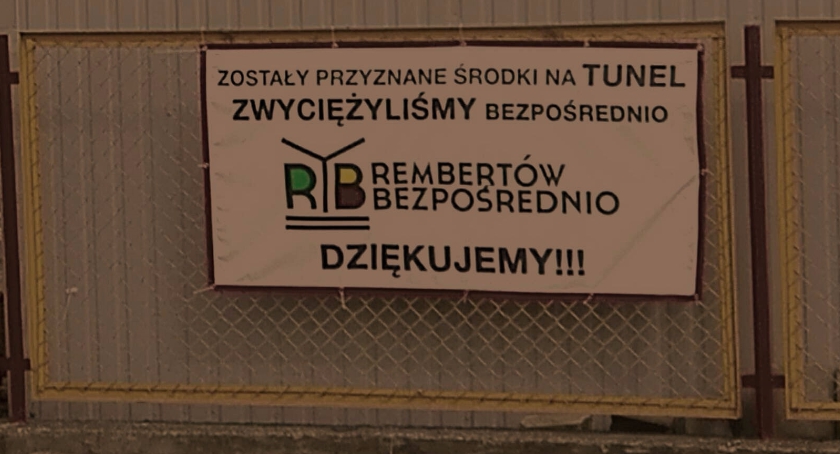 ZOSTAŁY PRZYZNANE ŚRODKI NA TUNEL
ZWYCIĘŻYLIŚMY BEZPOŚREDNIO
RYB REMBERTÓW
BEZPOŚREDNIO
DZIĘKUJEMY!!!